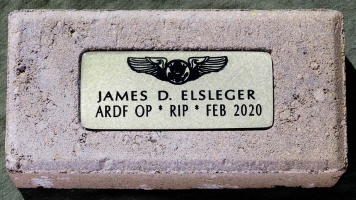 JAMES D. ELSLEGER
ARDF OP * RIP * FEB 2020